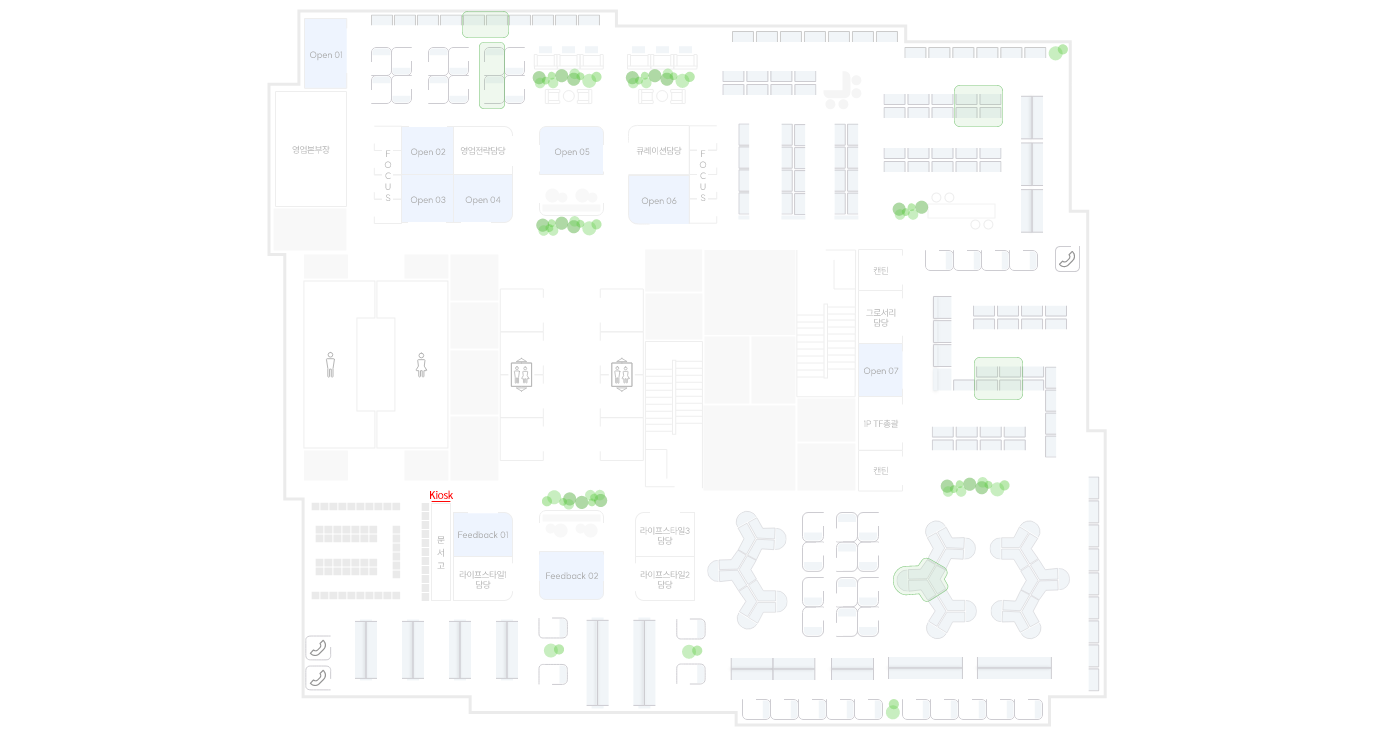 Open 01
영업본부장
FOCUS
Open 02
영업전략담당
Open 03
Open 04
Open 05
큐레이션담당
Open 06
FOCUS
캔틴
그로서리
담당
Open 07
IP TF총괄
캔틴
Kiosk
문서고
Feedback 01
라이프스타일1
담당
Feedback 02
라이프스타일3
담당
라이프스타일2
담당